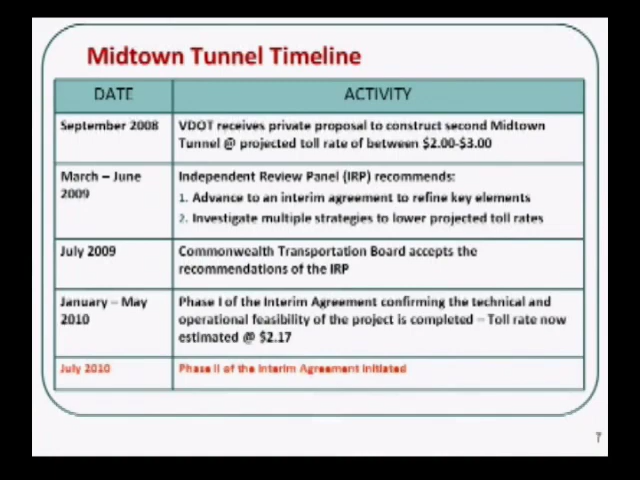 Midtown Tunnel Timeline
DATE ACTIVITY
September 2008 VDOT receives private proposal to construct second Midtown
Tunnel @ projected toll rate of between $2.00-$3.00
March – June Independent Review Panel (IRP) recommends:
2009 1. Advance to an interim agreement to refine key elements
2. Investigate multiple strategies to lower projected toll rates
July 2009 Commonwealth Transportation Board accepts the
recommendations of the IRP
January – May Phase I of the Interim Agreement confirming the technical and
2010 operational feasibility of the project is completed – Toll rate now
estimated @ $2.17
July 2010 Phase II of the Interim Agreement initiated
7